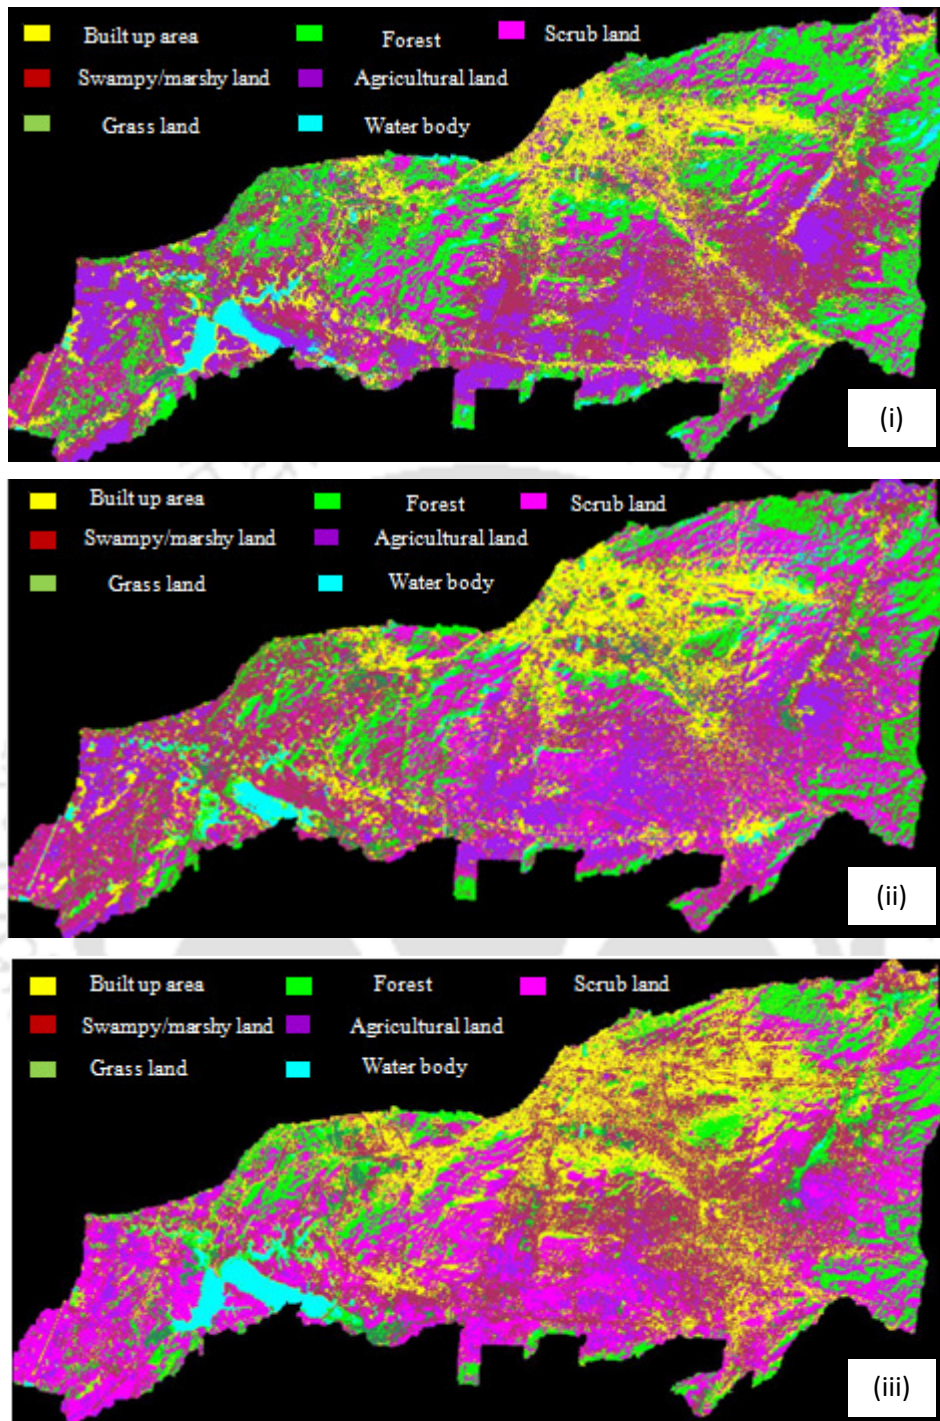 Built up area Forest Scrub land
Swampy/marshy land Agricultural land
Grass land Water body
(i)
Built up area Forest Scrub land
Swampy/marshy land Agricultural land
Grass land Water body
(ii)
Built up area Forest Scrub land
Swampy/marshy land Agricultural land
Grass land Water body
(iii)